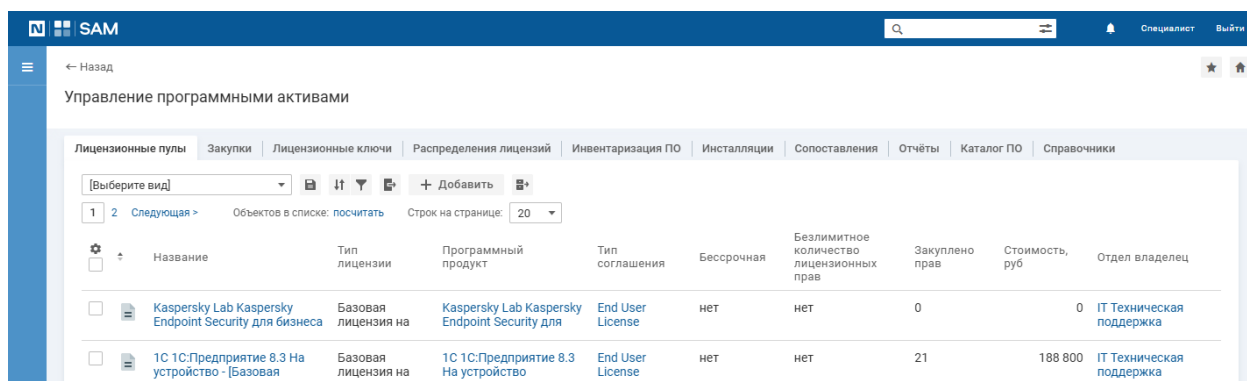 N SAM Специалист Выйти
← Назад
Управление программными активами
Лицензионные пулы Закупки Лицензионные ключи Распределения лицензий Инвентаризация ПО Инсталляции Сопоставления Отчёты Каталог ПО Справочники
[Выберите вид] + Добавить
1 2 Следующая > Объектов в списке: посчитать Строк на странице: 20
Название
Тип
лицензии
Программный
продукт
Тип
соглашения
Бессрочная
Безлимитное
количество
лицензионных
прав
Закуплено
прав
Стоимость,
руб
Отдел владелец
Kaspersky Lab Kaspersky
Endpoint Security для бизнеса
Базовая
лицензия на
Kaspersky Lab Kaspersky
Endpoint Security для
End User
License
нет
нет
0
0
IT Техническая
поддержка
1С 1С:Предприятие 8.3 На
устройство - [Базовая
Базовая
лицензия на
1С 1С:Предприятие 8.3
На устройство
End User
License
нет
нет
21
188 800
IT Техническая
поддержка